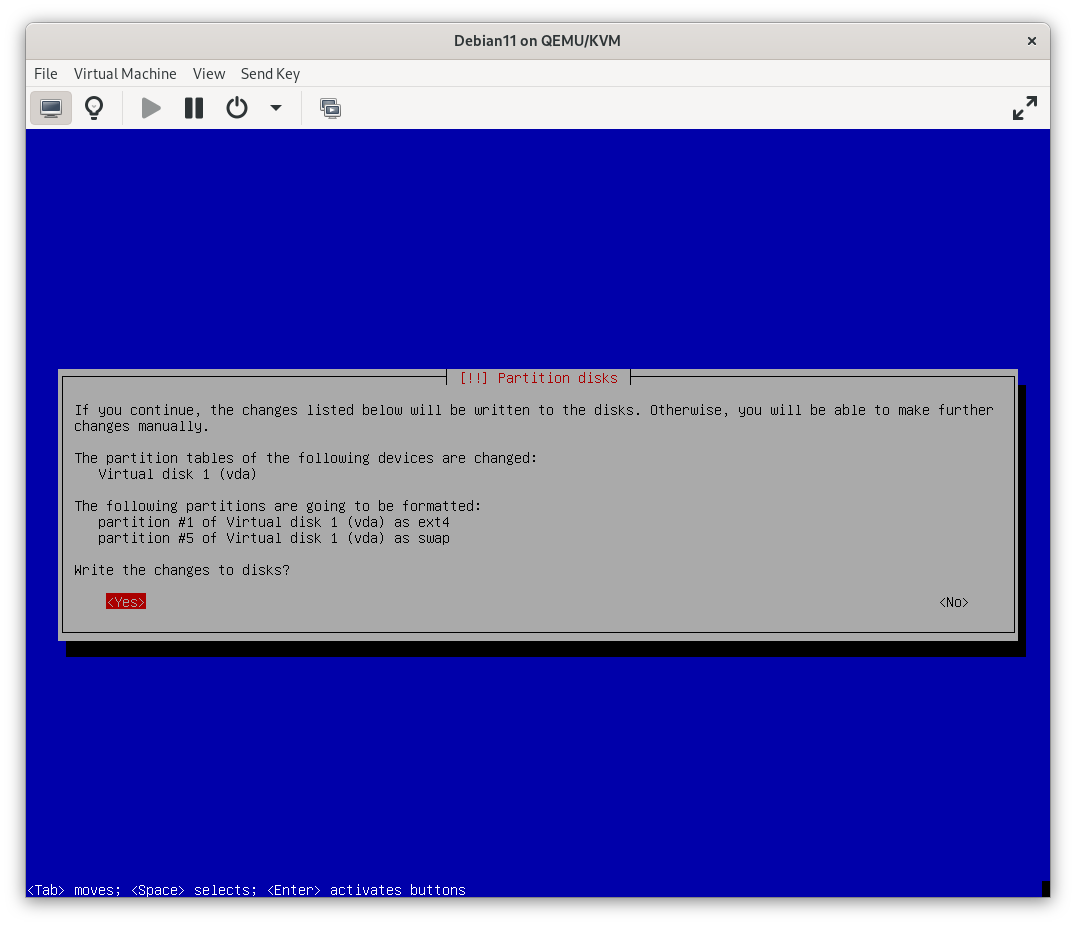 Debian11 on QEMU/KVM
File Virtual Machine View Send Key
[!!] Partition disks
If you continue, the changes listed below will be written to the disks. Otherwise, you will be able to make further
changes manually.
The partition tables of the following devices are changed:
Virtual disk 1 (vda)
The following partitions are going to be formatted:
partition #1 of Virtual disk 1 (vda) as ext4
partition #5 of Virtual disk 1 (vda) as swap
Write the changes to disks?
<Yes> <No>
<Tab> moves; <Space> selects; <Enter> activates buttons